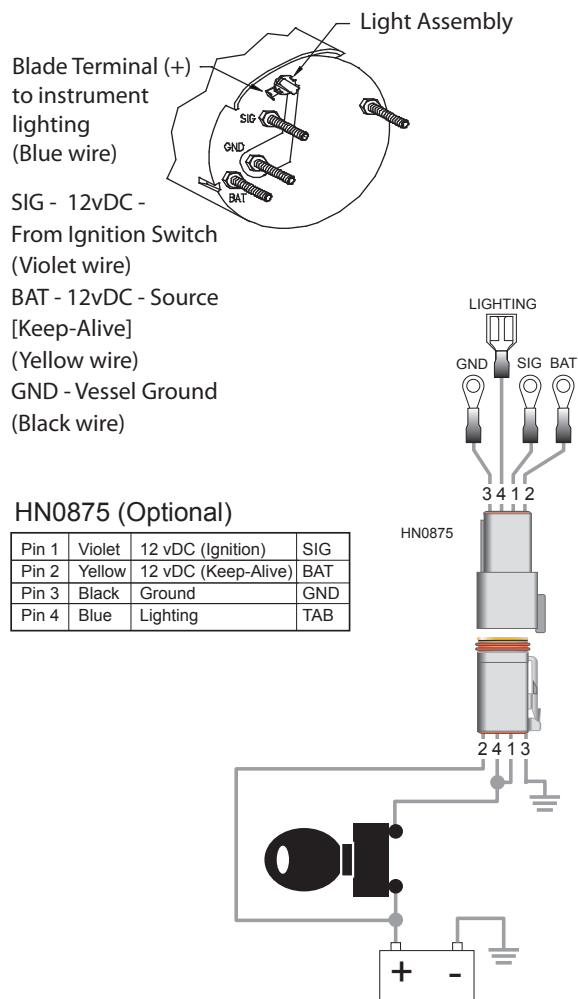 Light Assembly
Blade Terminal (+)
to instrument
lighting
(Blue wire)
SIG
GND
BAT
SIG - 12vDC -
From Ignition Switch
(Violet wire)
BAT - 12vDC - Source
[Keep-Alive]
(Yellow wire)
GND - Vessel Ground
(Black wire)
LIGHTING
GND SIG BAT
3 4 1 2
HN0875
HN0875 (Optional)
Pin 1 Violet 12 vDC (Ignition) SIG
Pin 2 Yellow 12 vDC (Keep-Alive) BAT
Pin 3 Black Ground GND
Pin 4 Blue Lighting TAB
2 4 1 3
+ -